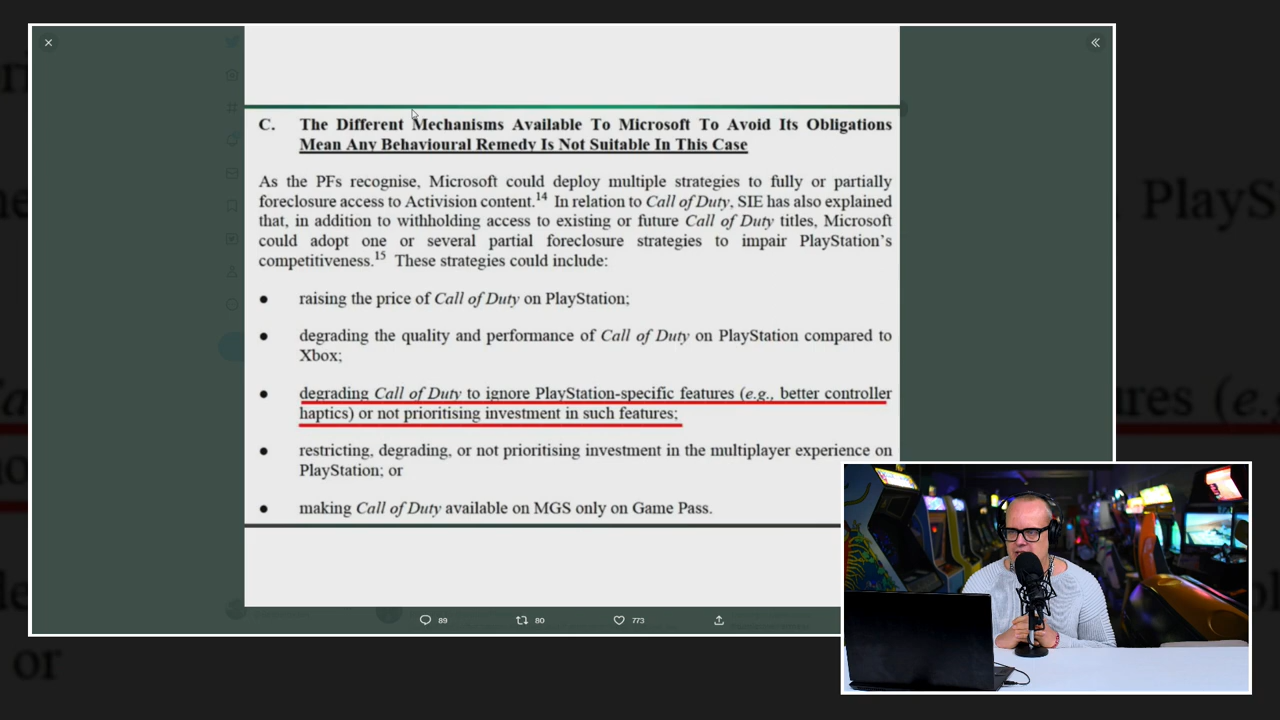 C. The Different Mechanisms Available To Microsoft To Avoid Its Obligations
Mean Any Behavioural Remedy Is Not Suitable In This Case
As the PFs recognise, Microsoft could deploy multiple strategies to fully or partially
foreclosure access to Activision content.14 In relation to Call of Duty, SIE has also explained
that, in addition to withholding access to existing or future Call of Duty titles, Microsoft
could adopt one or several partial foreclosure strategies to impair PlayStation's
competitiveness.15 These strategies could include:
● raising the price of Call of Duty on PlayStation;
● degrading the quality and performance of Call of Duty on PlayStation compared to
Xbox;
● degrading Call of Duty to ignore PlayStation-specific features (e.g., better controller
haptics) or not prioritising investment in such features;
● restricting, degrading, or not prioritising investment in the multiplayer experience on
PlayStation; or
● making Call of Duty available on MGS only on Game Pass.
89 80 773
PlayS
ures (e.g
or